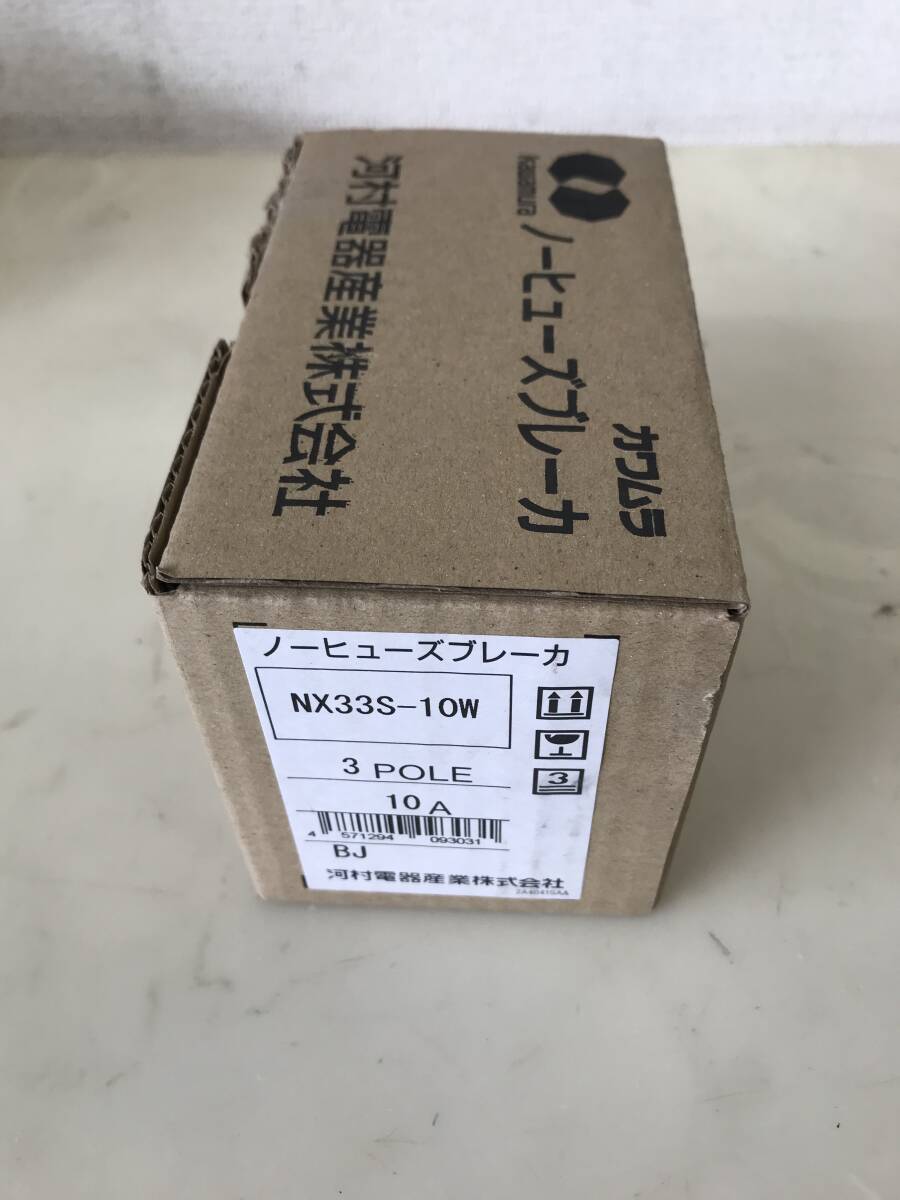 kawamura
カワムラ
ノーヒューズブレーカ
河村電器産業株式会社
ノーヒューズブレーカ
NX33S-10W
3 POLE
3
10 A
4 571294 093031
BJ
河村電器産業株式会社